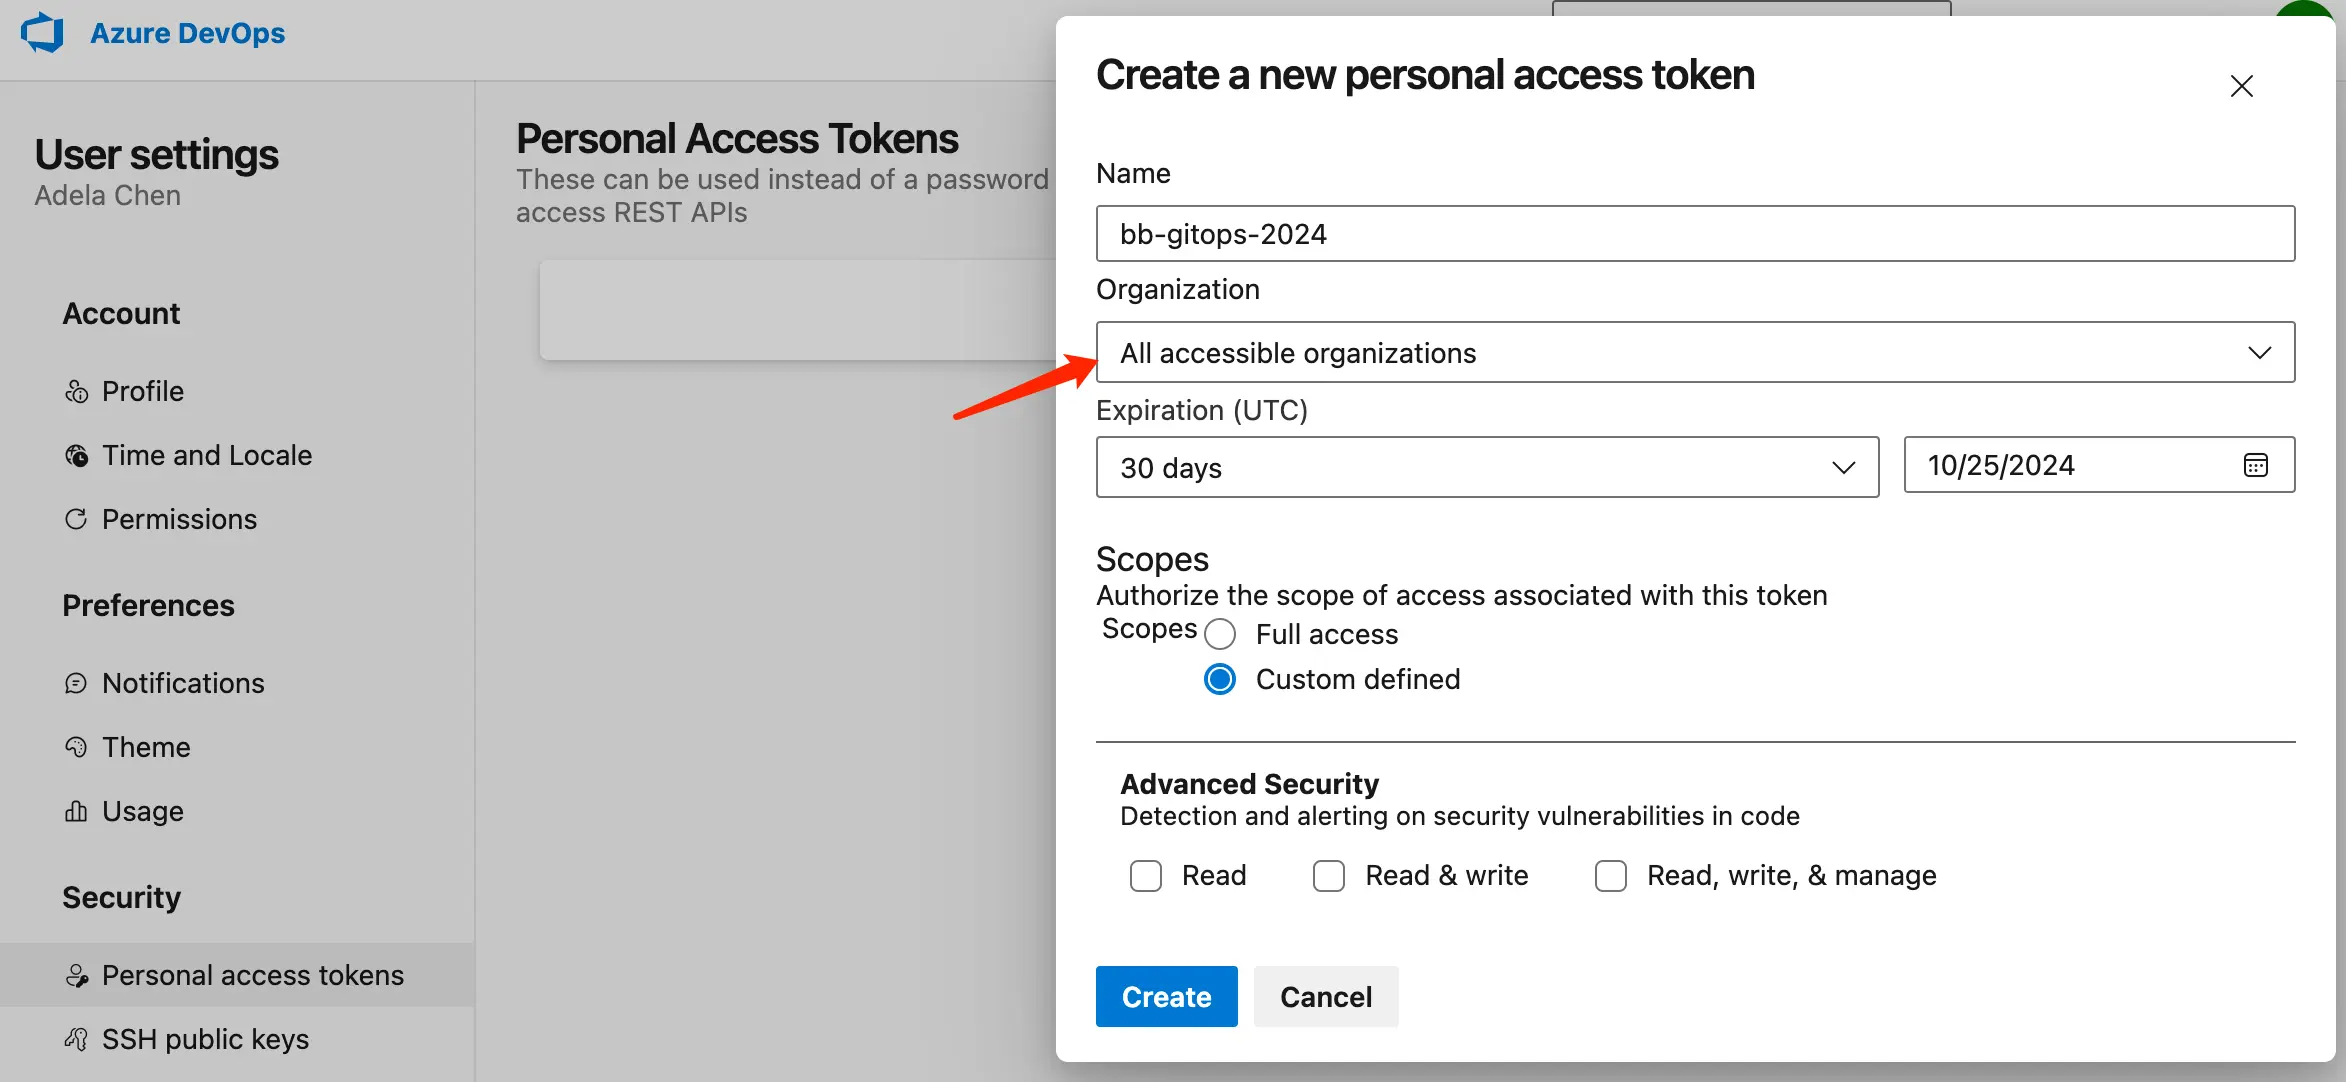 Azure DevOps
User settings
Adela Chen
Account
Profile
Time and Locale
Permissions
Preferences
Notifications
Theme
Usage
Security
Personal access tokens
SSH public keys
Personal Access Tokens
These can be used instead of a password
access REST APIs
Create a new personal access token
Name
bb-gitops-2024
Organization
All accessible organizations
Expiration (UTC)
30 days
10/25/2024
Scopes
Authorize the scope of access associated with this token
Scopes
Full access
Custom defined
Advanced Security
Detection and alerting on security vulnerabilities in code
Read
Read & write
Read, write, & manage
Create
Cancel